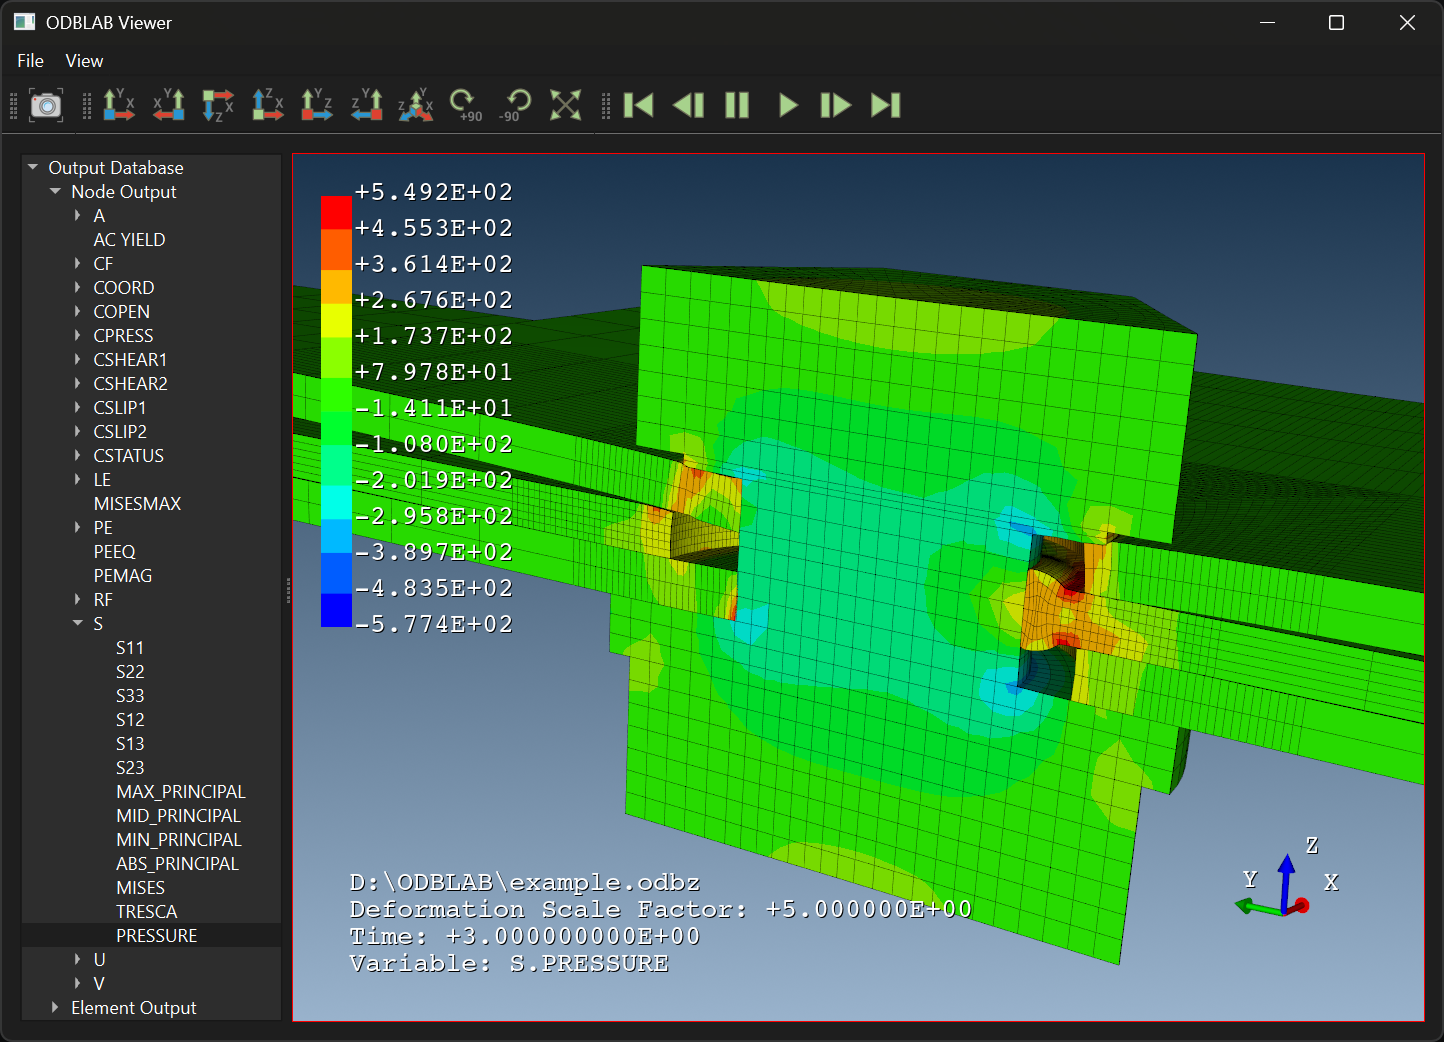 ODBLAB Viewer
File View
Y X
X Y
X Z
Z X
Y Z
Z Y
Y Z X
+90
-90
Output Database
Node Output
A
AC YIELD
CF
COORD
COPEN
CPRESS
CSHEAR1
CSHEAR2
CSLIP1
CSLIP2
CSTATUS
LE
MISESMAX
PE
PEEQ
PEMAG
RF
S
S11
S22
S33
S12
S13
S23
MAX_PRINCIPAL
MID_PRINCIPAL
MIN_PRINCIPAL
ABS_PRINCIPAL
MISES
TRESCA
PRESSURE
U
V
Element Output
+5.492E+02
+4.553E+02
+3.614E+02
+2.676E+02
+1.737E+02
+7.978E+01
-1.411E+01
-1.080E+02
-2.019E+02
-2.958E+02
-3.897E+02
-4.835E+02
-5.774E+02
D:\ODBLAB\example.odbz
Deformation Scale Factor: +5.000000E+00
Time: +3.000000000E+00
Variable: S.PRESSURE
Z
Y X